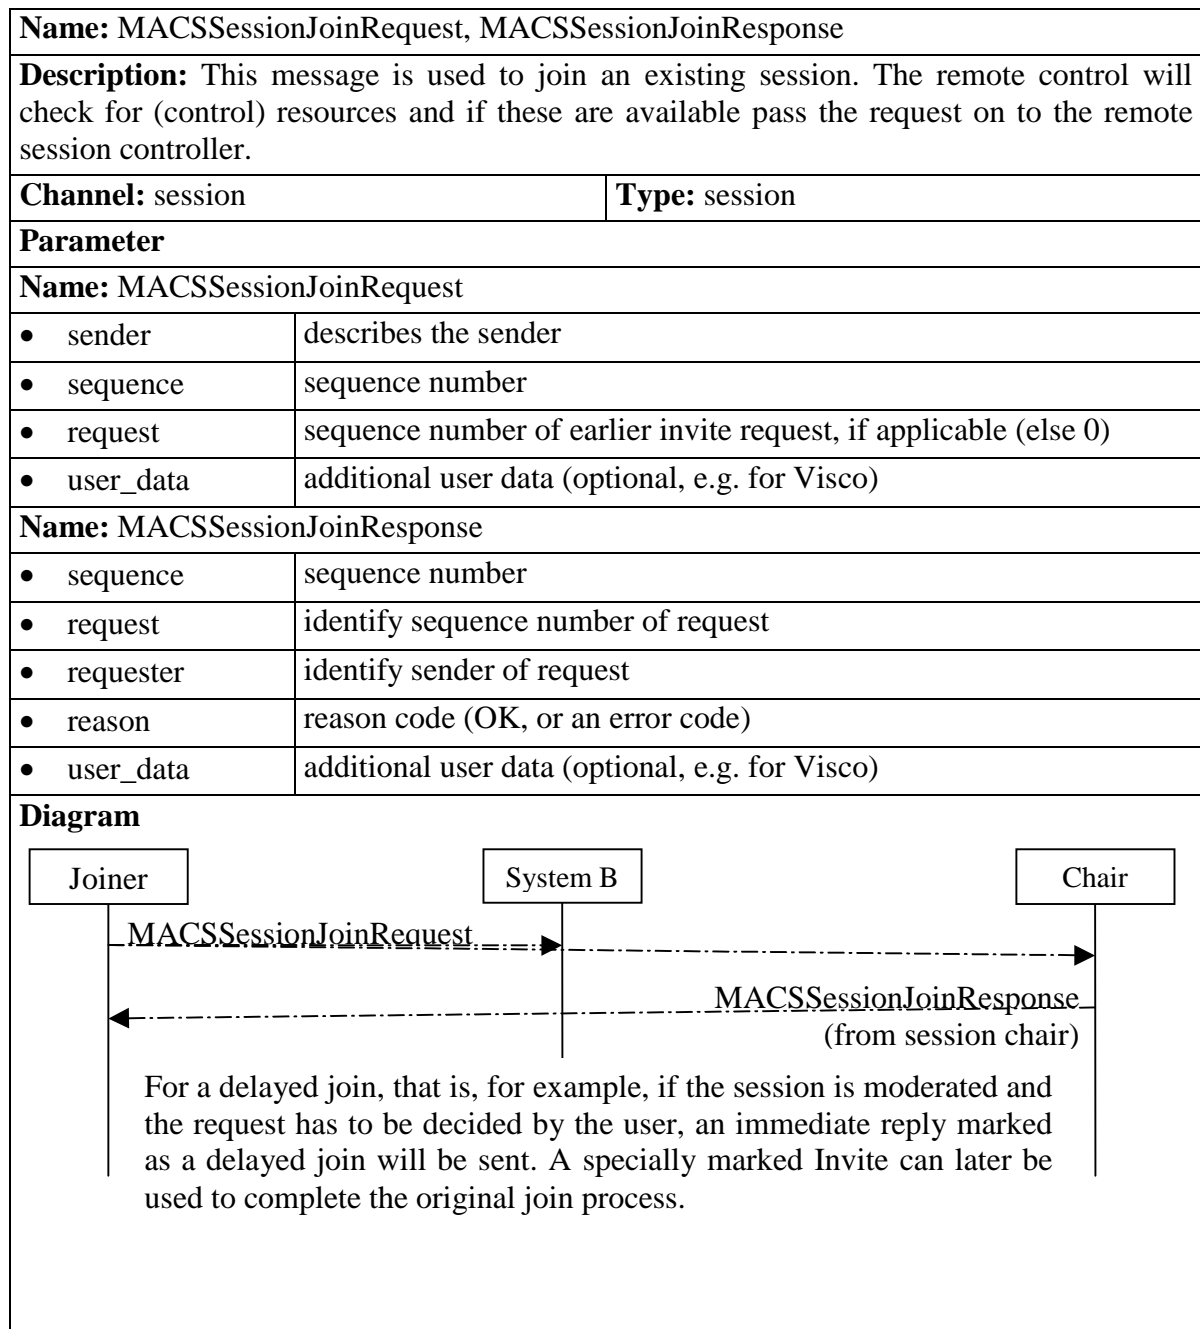 Name: MACSSessionJoinRequest, MACSSessionJoinResponse
Description: This message is used to join an existing session. The remote control will
check for (control) resources and if these are available pass the request on to the remote
session controller.
Channel: session Type: session
Parameter
Name: MACSSessionJoinRequest
• sender describes the sender
• sequence sequence number
• request sequence number of earlier invite request, if applicable (else 0)
• user_data additional user data (optional, e.g. for Visco)
Name: MACSSessionJoinResponse
• sequence sequence number
• request identify sequence number of request
• requester identify sender of request
• reason reason code (OK, or an error code)
• user_data additional user data (optional, e.g. for Visco)
Diagram
Joiner System B Chair
MACSSessionJoinRequest
MACSSessionJoinResponse
(from session chair)
For a delayed join, that is, for example, if the session is moderated and
the request has to be decided by the user, an immediate reply marked
as a delayed join will be sent. A specially marked Invite can later be
used to complete the original join process.